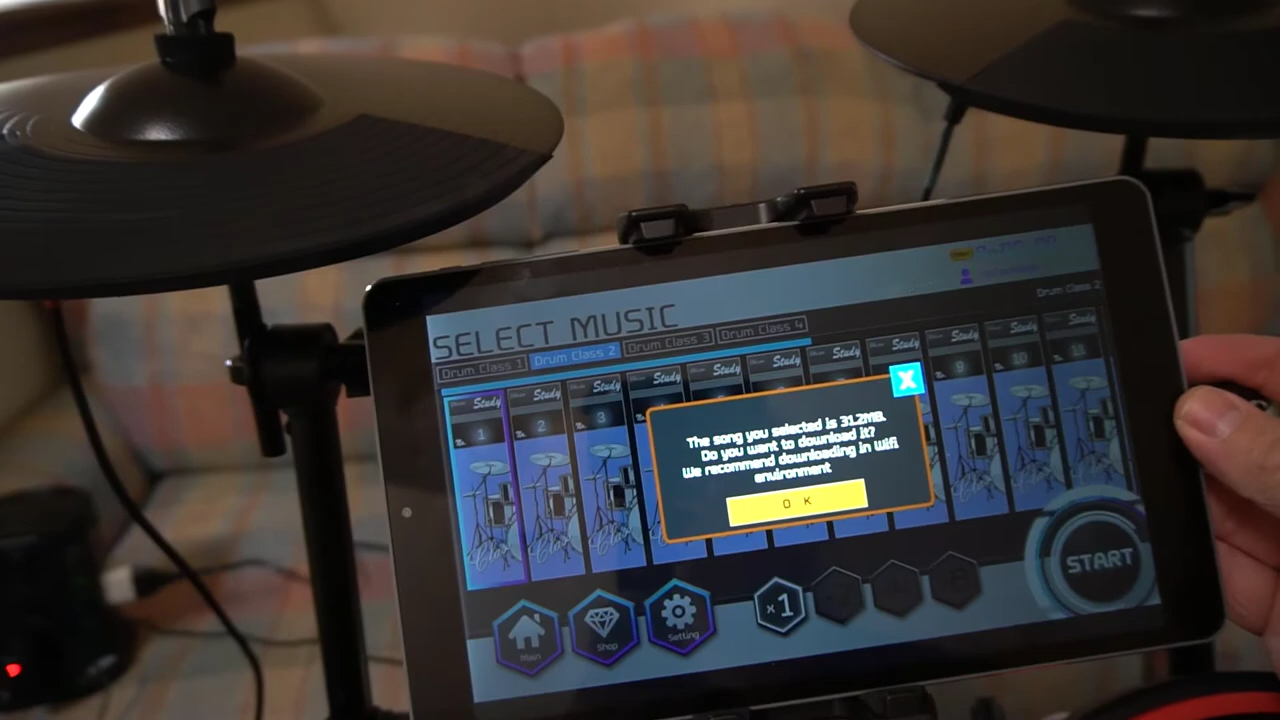 SELECT MUSIC
Drum Class 1 Drum Class 2 Drum Class 3 Drum Class 4
Drum Class 2
Study Study Study Study Study Study Study Study Study Study Study
1 2 3 9 10 11
X
The song you selected is 31.2MB.
Do you want to download it?
We recommend downloading in Wifi
environment
O K
START
x1
Main Shop Setting